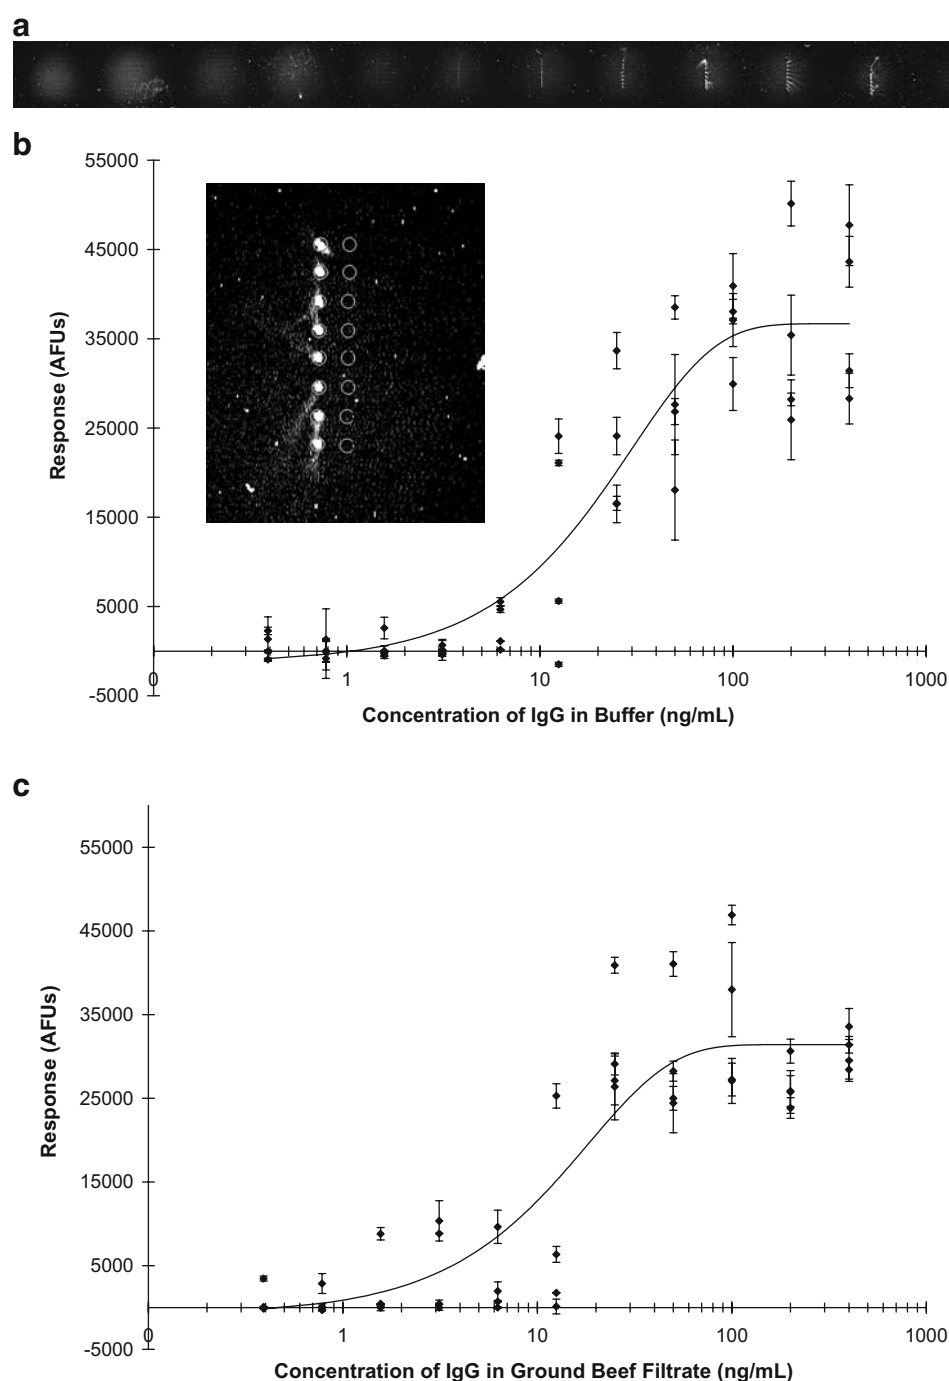 a
b
55000
45000
35000
25000
15000
5000
-5000
Response (AFUs)
0 1 10 100 1000
Concentration of IgG in Buffer (ng/mL)
c
55000
45000
35000
25000
15000
5000
-5000
Response (AFUs)
0 1 10 100 1000
Concentration of IgG in Ground Beef Filtrate (ng/mL)